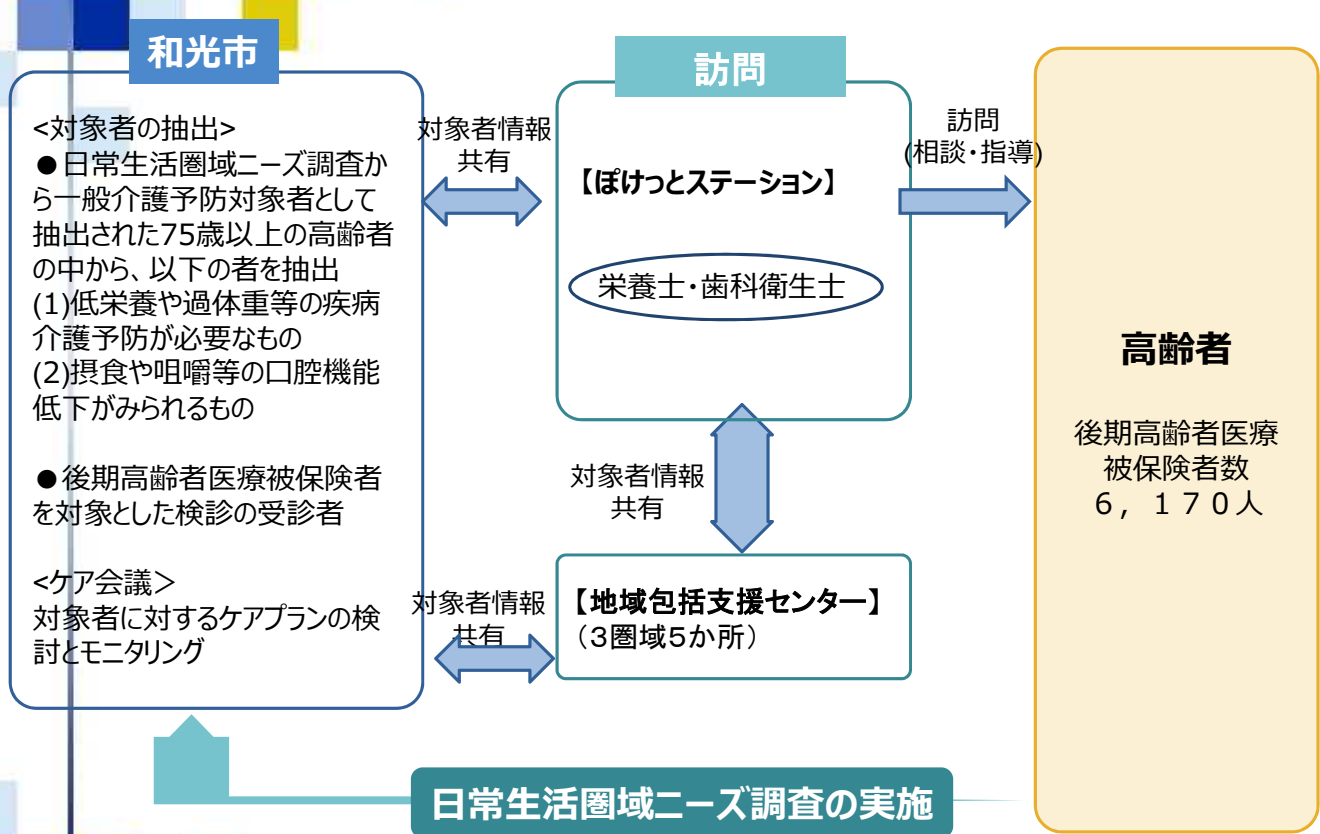 和光市
<対象者の抽出>
●日常生活圏域ニーズ調査か
ら一般介護予防対象者として
抽出された75歳以上の高齢者
の中から、以下の者を抽出
(1)低栄養や過体重等の疾病
介護予防が必要なもの
(2)摂食や咀嚼等の口腔機能
低下がみられるもの
●後期高齢者医療被保険者
を対象とした検診の受診者
<ケア会議＞
対象者に対するケアプランの検
討とモニタリング
対象者情報
共有
訪問
【ぽけっとステーション】
栄養士・歯科衛生士
対象者情報
共有
対象者情報
共有
【地域包括支援センター】
（３圏域５か所）
訪問
(相談・指導)
高齢者
後期高齢者医療
被保険者数
６，１７０人
日常生活圏域ニーズ調査の実施